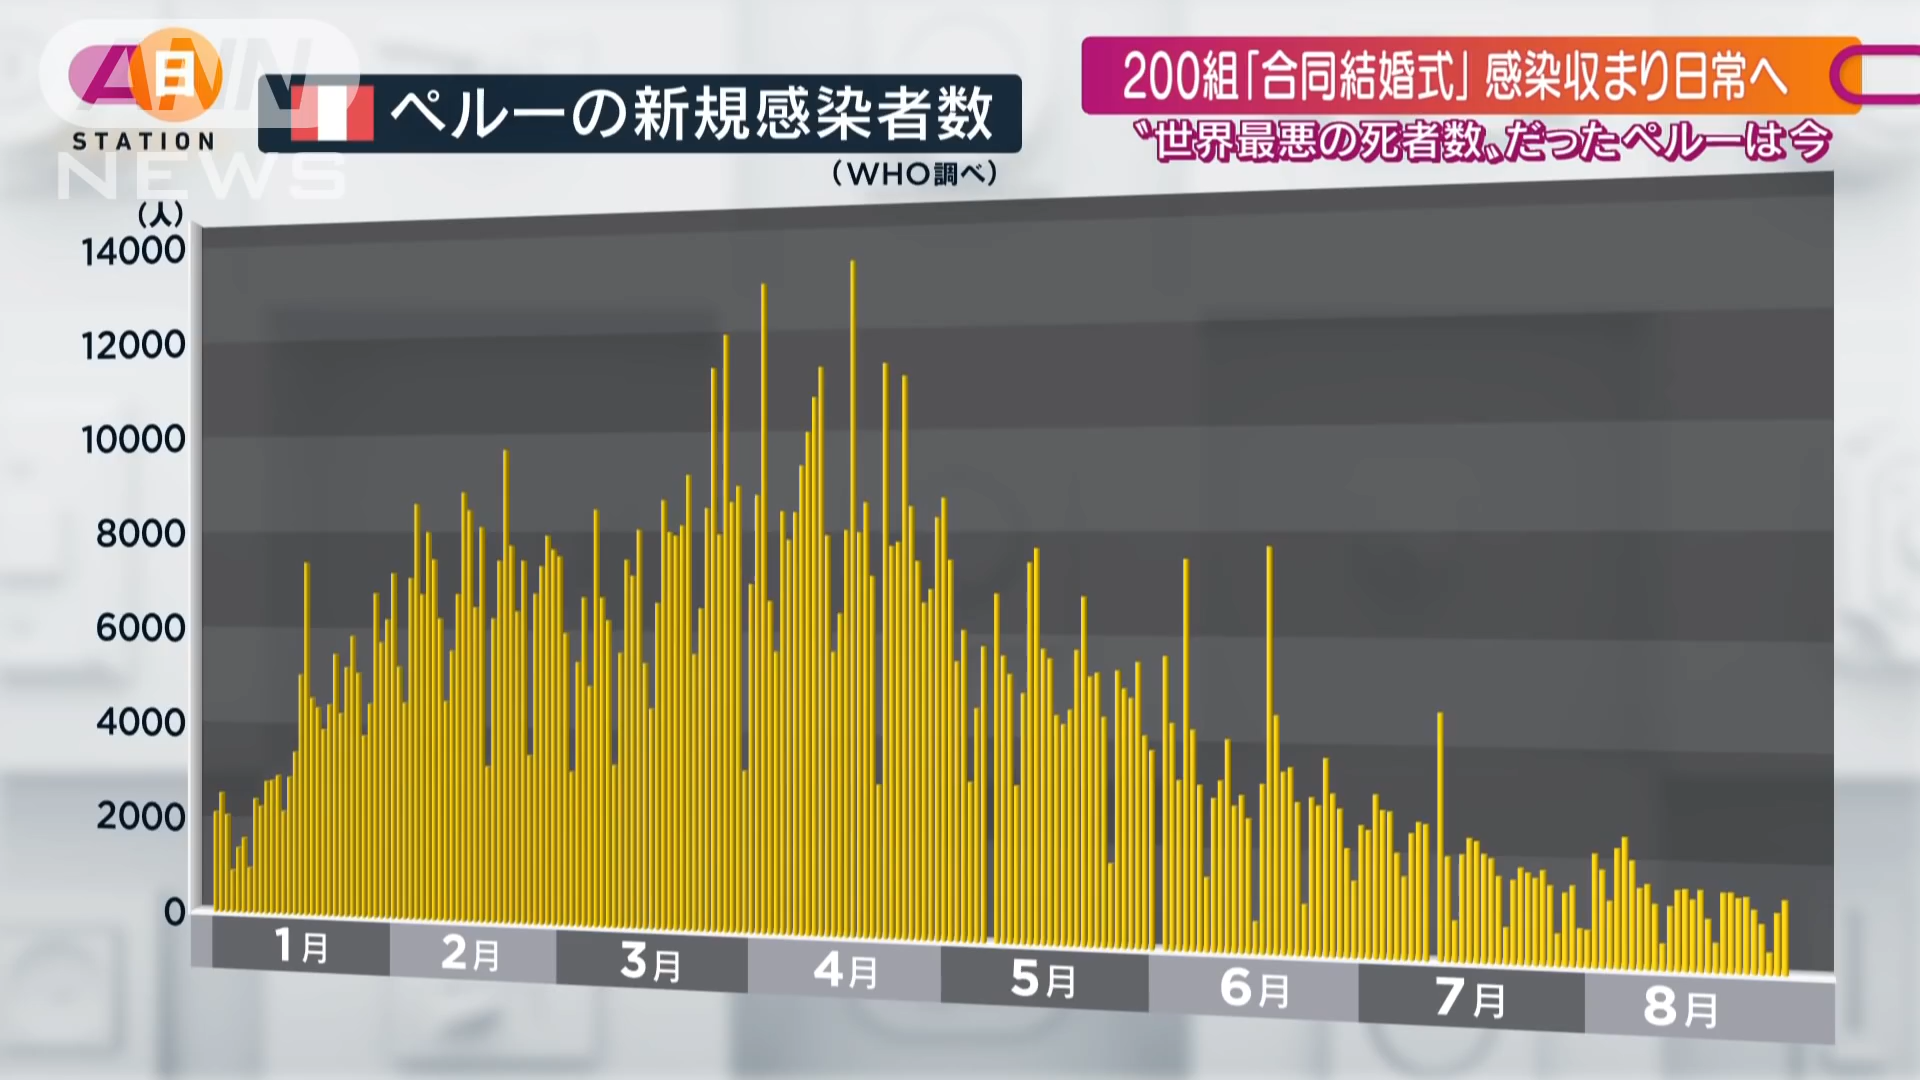 ANN
NEWS
日
STATION
ペルーの新規感染者数
（WHO調べ）
200組「合同結婚式」感染収まり日常へ
〝世界最悪の死者数〟だったペルーは今
(人)
14000
12000
10000
8000
6000
4000
2000
0
1月 2月 3月 4月 5月 6月 7月 8月